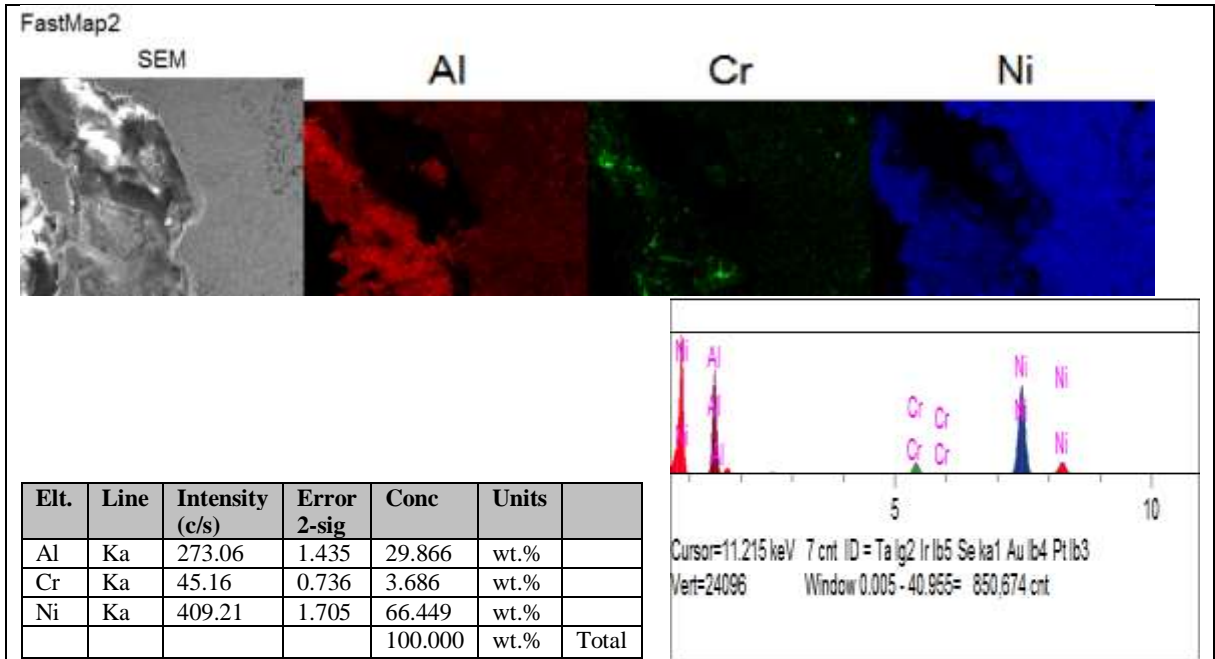 FastMap2
SEM
Al
Cr
Ni
Elt. Line Intensity (c/s) Error 2-sig Conc Units
Al Ka 273.06 1.435 29.866 wt.%
Cr Ka 45.16 0.736 3.686 wt.%
Ni Ka 409.21 1.705 66.449 wt.%
100.000 wt.% Total
Ni Al Ni Ni
Cr Cr
Al Ni Ni
Ni Cr Cr
5 10
Cursor=11.215 keV 7 cnt ID = Ta lg2 Ir lb5 Se ka1 Au lb4 Pt lb3
Vert=24096 Window 0.005 - 40.955= 850,674 cnt